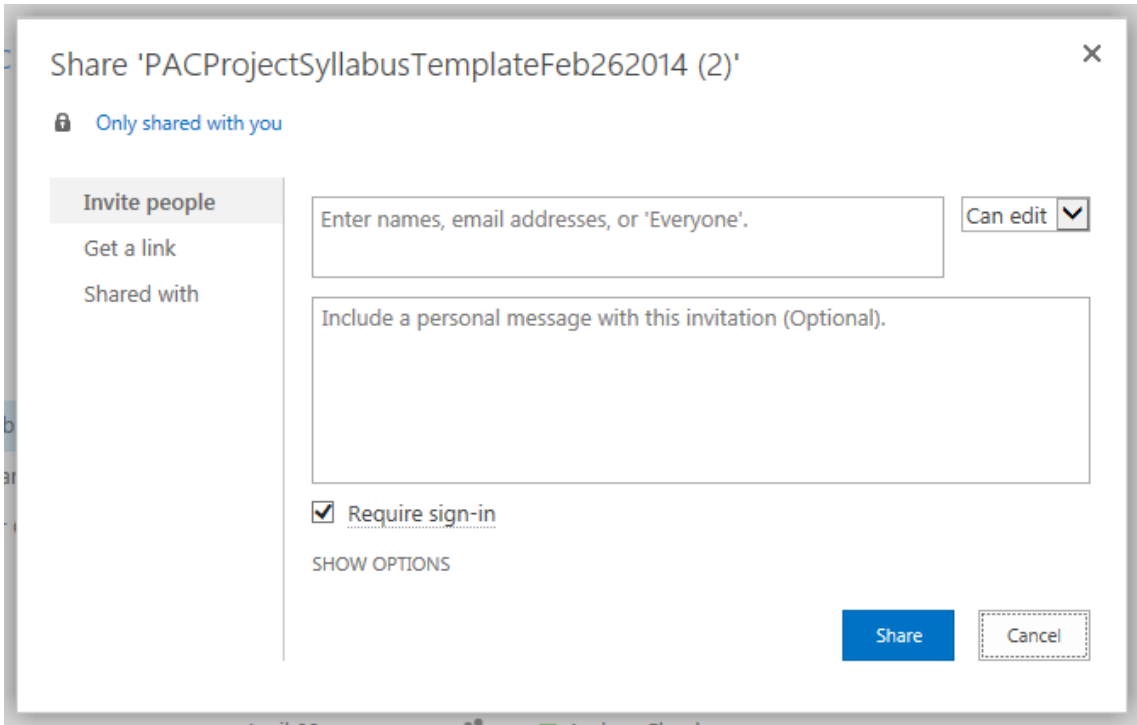 Share 'PACProjectSyllabusTemplateFeb262014 (2)'
Only shared with you
Invite people
Get a link
Shared with
Enter names, email addresses, or 'Everyone'.
Can edit
Include a personal message with this invitation (Optional).
Require sign-in
SHOW OPTIONS
Share
Cancel